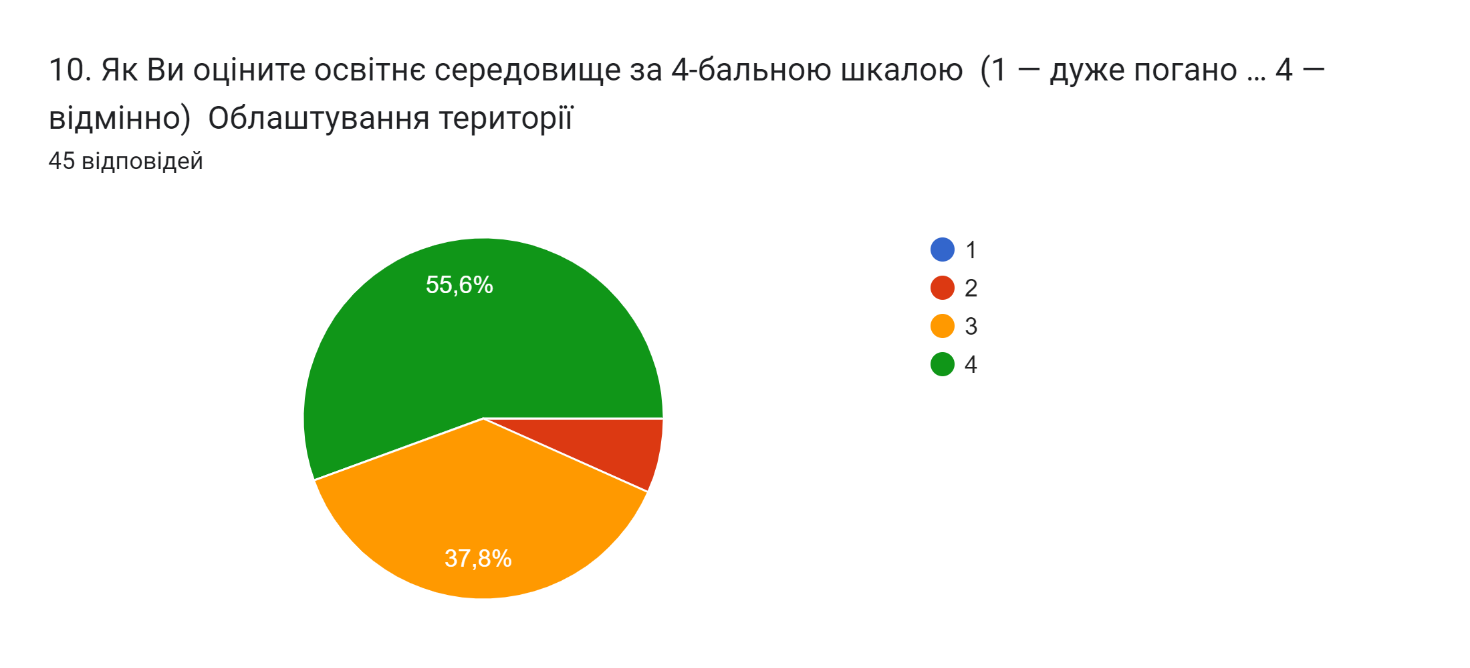 10. Як Ви оціните освітнє середовище за 4-бальною шкалою  (1 — дуже погано ... 4 —
відмінно)  Облаштування території
45 відповідей
1
2
3
4
55,6%
37,8%